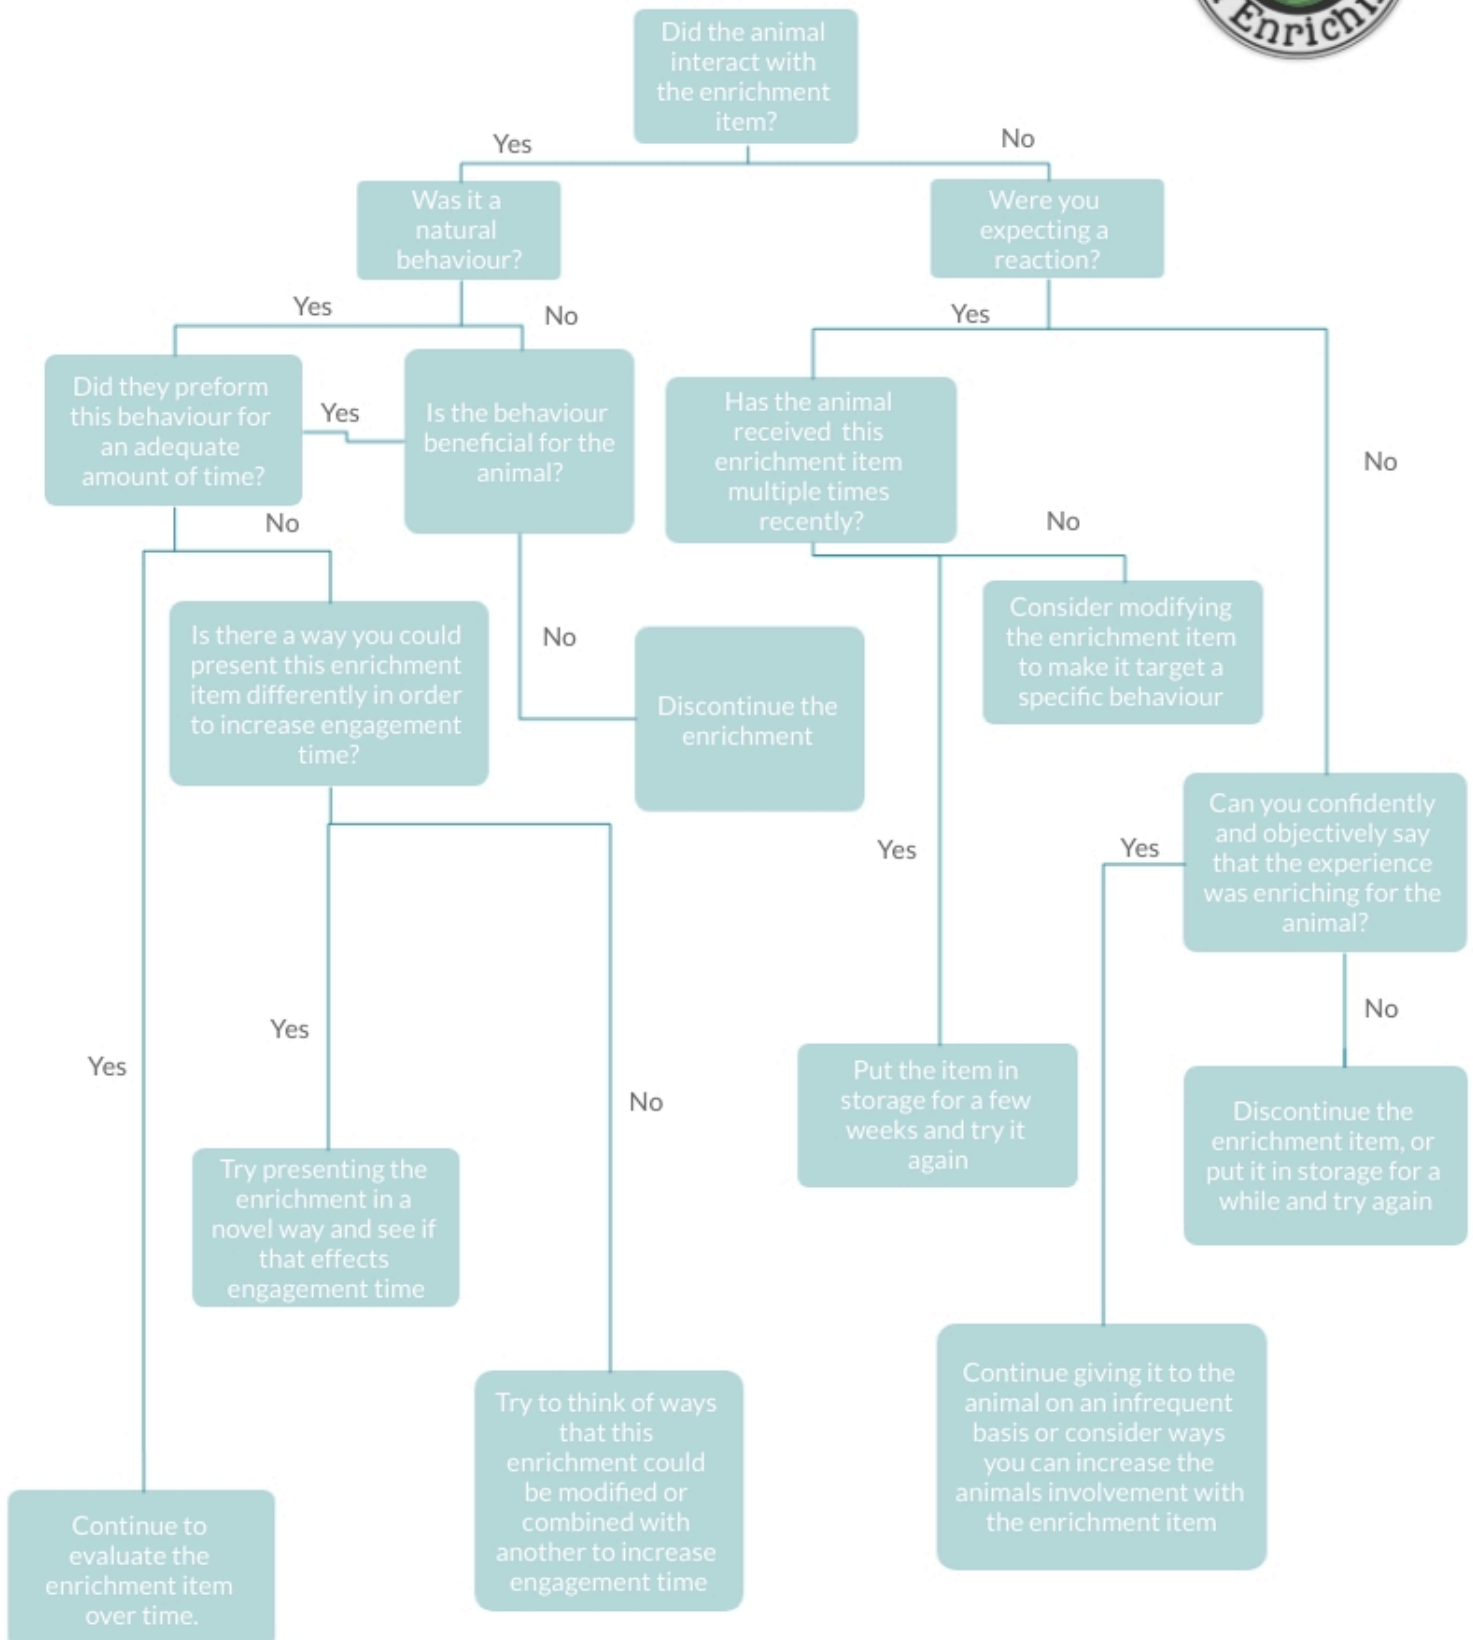 Enrich
Did the animal
interact with
the enrichment
item?
Yes
No
Was it a
natural
behaviour?
Were you
expecting a
reaction?
Yes
No
Yes
No
Did they preform
this behaviour for
an adequate
amount of time?
Yes
Is the behaviour
beneficial for the
animal?
Has the animal
received this
enrichment item
multiple times
recently?
No
No
Is there a way you could
present this enrichment
item differently in order
to increase engagement
time?
No
Discontinue the
enrichment
Consider modifying
the enrichment item
to make it target a
specific behaviour
Yes
Yes
Can you confidently
and objectively say
that the experience
was enriching for the
animal?
Yes
Yes
No
No
Put the item in
storage for a few
weeks and try it
again
Discontinue the
enrichment item, or
put it in storage for a
while and try again
Try presenting the
enrichment in a
novel way and see if
that effects
engagement time
Try to think of ways
that this
enrichment could
be modified or
combined with
another to increase
engagement time
Continue giving it to the
animal on an infrequent
basis or consider ways
you can increase the
animals involvement with
the enrichment item
Continue to
evaluate the
enrichment item
over time.